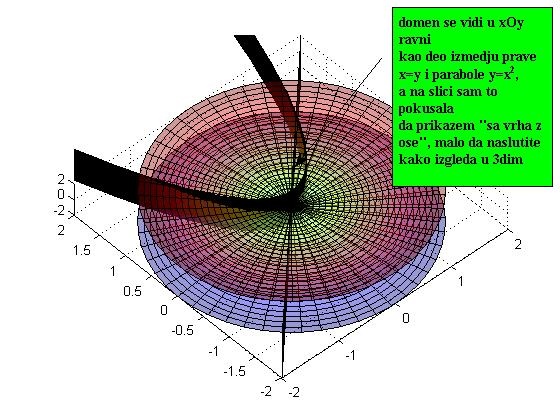 domen se vidi u xOy
ravni
kao deo izmedju prave
x=y i parabole y=x²,
a na slici sam to
pokusala
da prikazem "sa vrha z
ose", malo da naslutite
kako izgleda u 3dim
2
0
-2
2
1.5
1
0.5
0
-0.5
-1
-1.5
-2
-2
-1
0
1
2